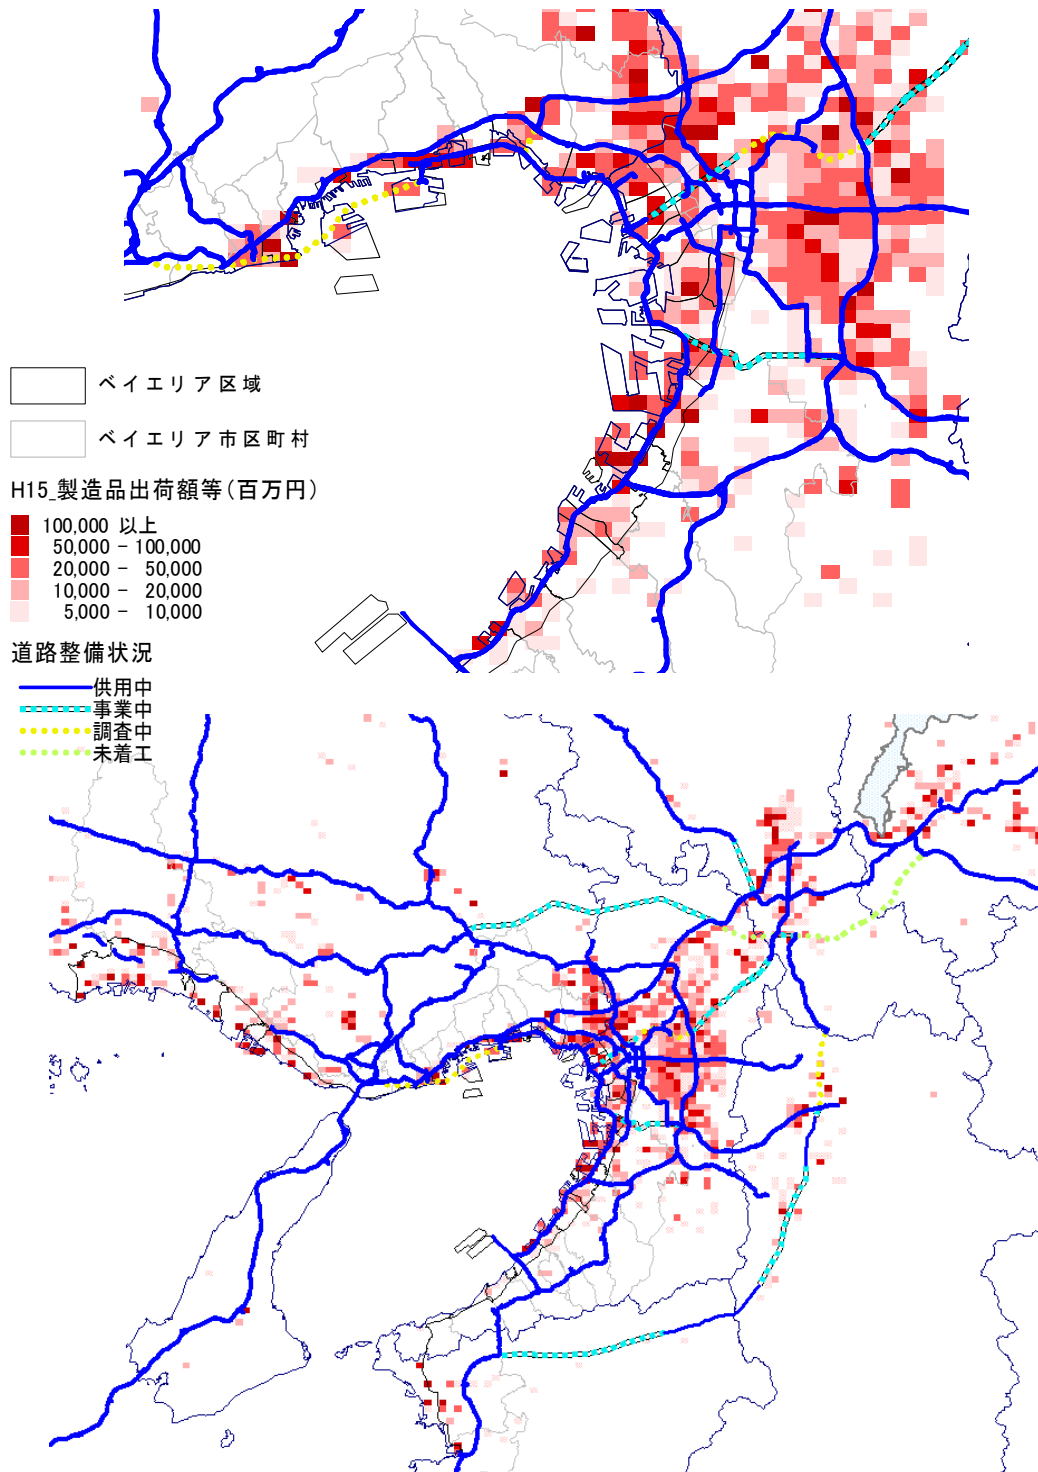 ベイエリア区域
ベイエリア市区町村
H15_製造品出荷額等(百万円)
100,000 以上
50,000 - 100,000
20,000 - 50,000
10,000 - 20,000
5,000 - 10,000
道路整備状況
供用中
事業中
調査中
未着工